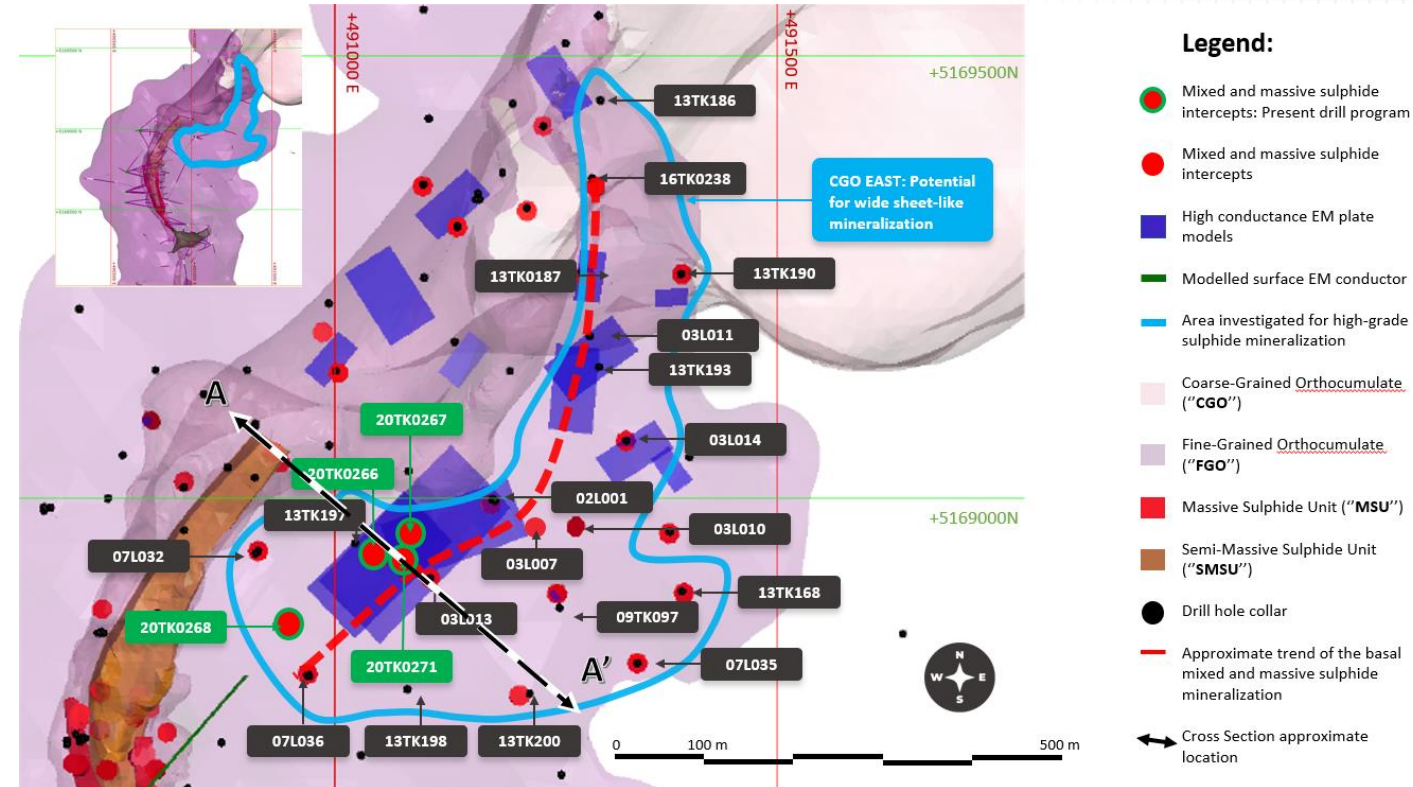 +491000 E
+491500 E
+5169500N
13TK186
16TK0238
CGO EAST: Potential
for wide sheet-like
mineralization
13TK0187
13TK190
03L011
13TK193
A
20TK0267
03L014
20TK0266
02L001
13TK197
+5169000N
03L010
07L032
03L007
13TK168
03L013
09TK097
20TK0268
20TK0271
A’
07L035
N
W
E
S
07L036
13TK198
13TK200
0
100 m
500 m
Legend:
Mixed and massive sulphide
intercepts: Present drill program
Mixed and massive sulphide
intercepts
High conductance EM plate
models
Modelled surface EM conductor
Area investigated for high-grade
sulphide mineralization
Coarse-Grained Orthocumulate
(‘’CGO’’)
Fine-Grained Orthocumulate
(‘’FGO’’)
Massive Sulphide Unit (‘’MSU’’)
Semi-Massive Sulphide Unit
(‘’SMSU’’)
Drill hole collar
Approximate trend of the basal
mixed and massive sulphide
mineralization
Cross Section approximate
location